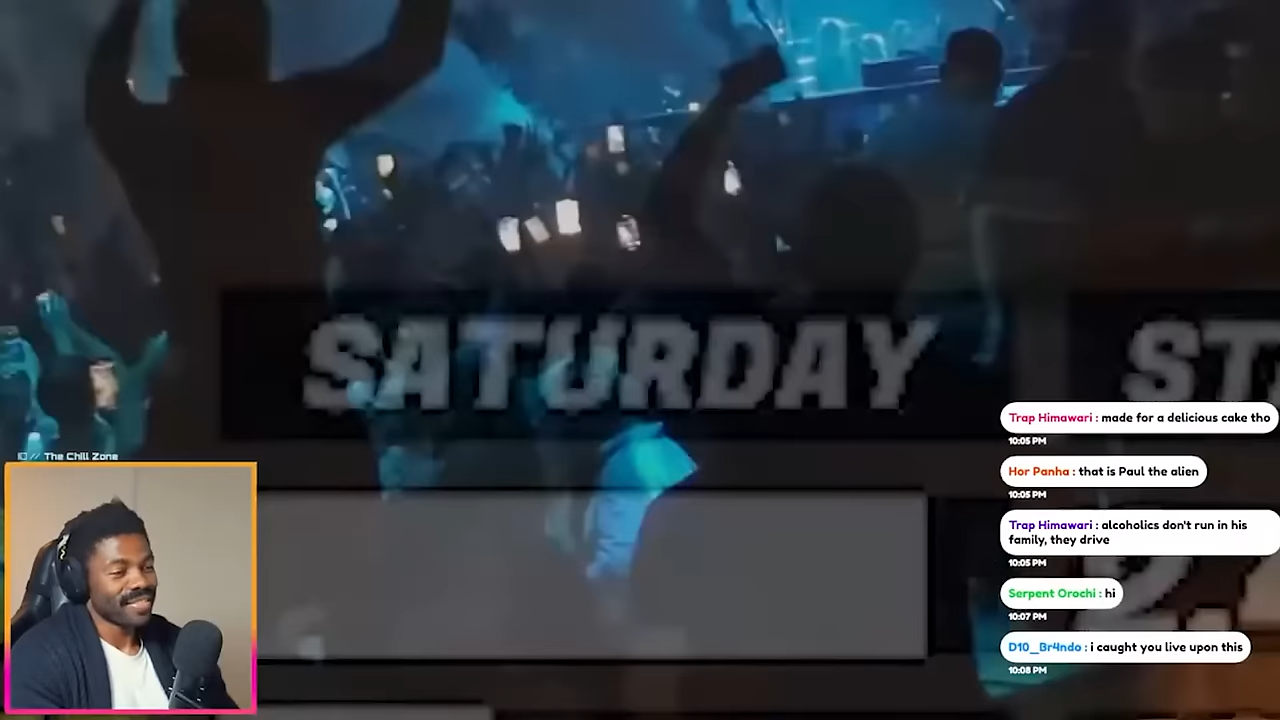 SATURDAY
ST
// The Chill Zone
Trap Himawari : made for a delicious cake tho
10:05 PM
Hor Panha : that is Paul the alien
10:05 PM
Trap Himawari : alcoholics don't run in his
family, they drive
10:05 PM
2.
Serpent Orochi : hi
10:07 PM
D10_Br4ndo : i caught you live upon this
10:08 PM